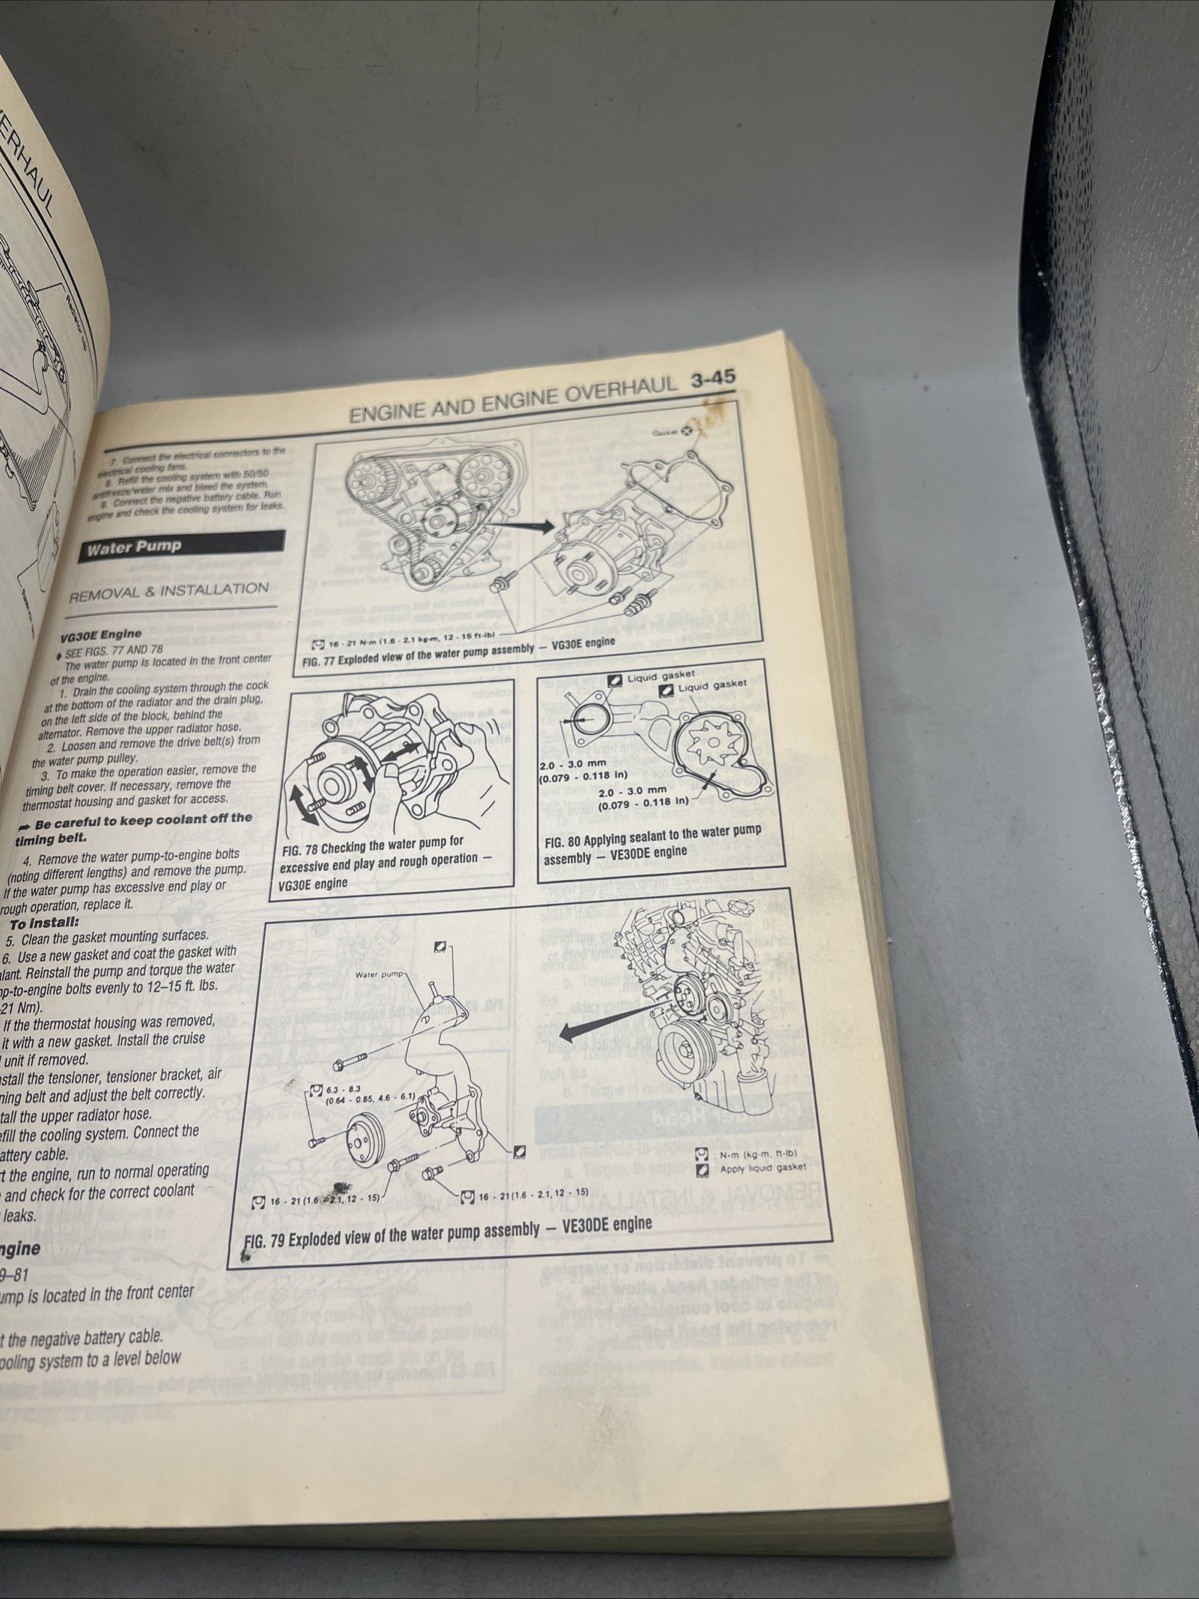 ERHAUL
ENGINE AND ENGINE OVERHAUL 3-45
7. Connect the electrical connectors to the
electrical cooling fans.
8. Refill the cooling system with 50/50
antifreeze/water mix and bleed the system.
9. Connect the negative battery cable. Run
engine and check the cooling system for leaks.
Water Pump
REMOVAL & INSTALLATION
VG30E Engine
♦ SEE FIGS. 77 AND 78
The water pump is located in the front center
of the engine.
1. Drain the cooling system through the cock
at the bottom of the radiator and the drain plug,
on the left side of the block, behind the
alternator. Remove the upper radiator hose.
2. Loosen and remove the drive belt(s) from
the water pump pulley.
3. To make the operation easier, remove the
timing belt cover. If necessary, remove the
thermostat housing and gasket for access.
➡ Be careful to keep coolant off the
timing belt.
4. Remove the water pump-to-engine bolts
(noting different lengths) and remove the pump.
If the water pump has excessive end play or
rough operation, replace it.
To install:
5. Clean the gasket mounting surfaces.
6. Use a new gasket and coat the gasket with
alant. Reinstall the pump and torque the water
mp-to-engine bolts evenly to 12–15 ft. lbs.
-21 Nm).
If the thermostat housing was removed,
it with a new gasket. Install the cruise
l unit if removed.
stall the tensioner, tensioner bracket, air
ning belt and adjust the belt correctly.
tall the upper radiator hose.
efill the cooling system. Connect the
attery cable.
rt the engine, run to normal operating
and check for the correct coolant
leaks.
ngine
9–81
ump is located in the front center
t the negative battery cable.
ooling system to a level below
Gasket
16 - 21 N·m (1.6 - 2.1 kg-m, 12 - 15 ft-lb)
FIG. 77 Exploded view of the water pump assembly — VG30E engine
FIG. 78 Checking the water pump for
excessive end play and rough operation —
VG30E engine
Liquid gasket
Liquid gasket
2.0 - 3.0 mm
(0.079 - 0.118 in)
2.0 - 3.0 mm
(0.079 - 0.118 in)
FIG. 80 Applying sealant to the water pump
assembly — VE30DE engine
Water pump
6.3 - 8.3
(0.64 - 0.85, 4.6 - 6.1)
16 - 21 (1.6 - 2.1, 12 - 15)
16 - 21 (1.6 - 2.1, 12 - 15)
N·m (kg-m, ft-lb)
: Apply liquid gasket
FIG. 79 Exploded view of the water pump assembly — VE30DE engine